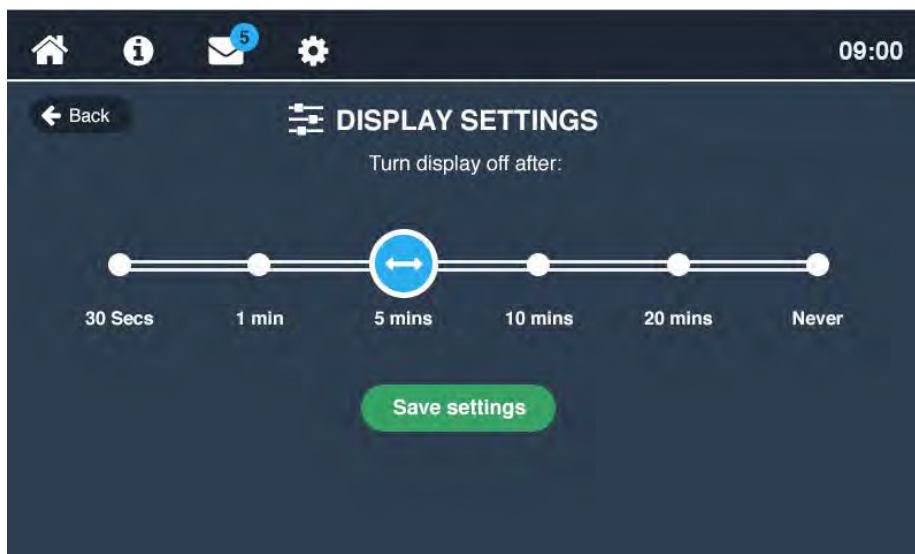 5
09:00
Back
DISPLAY SETTINGS
Turn display off after:
30 Secs 1 min 5 mins 10 mins 20 mins Never
Save settings